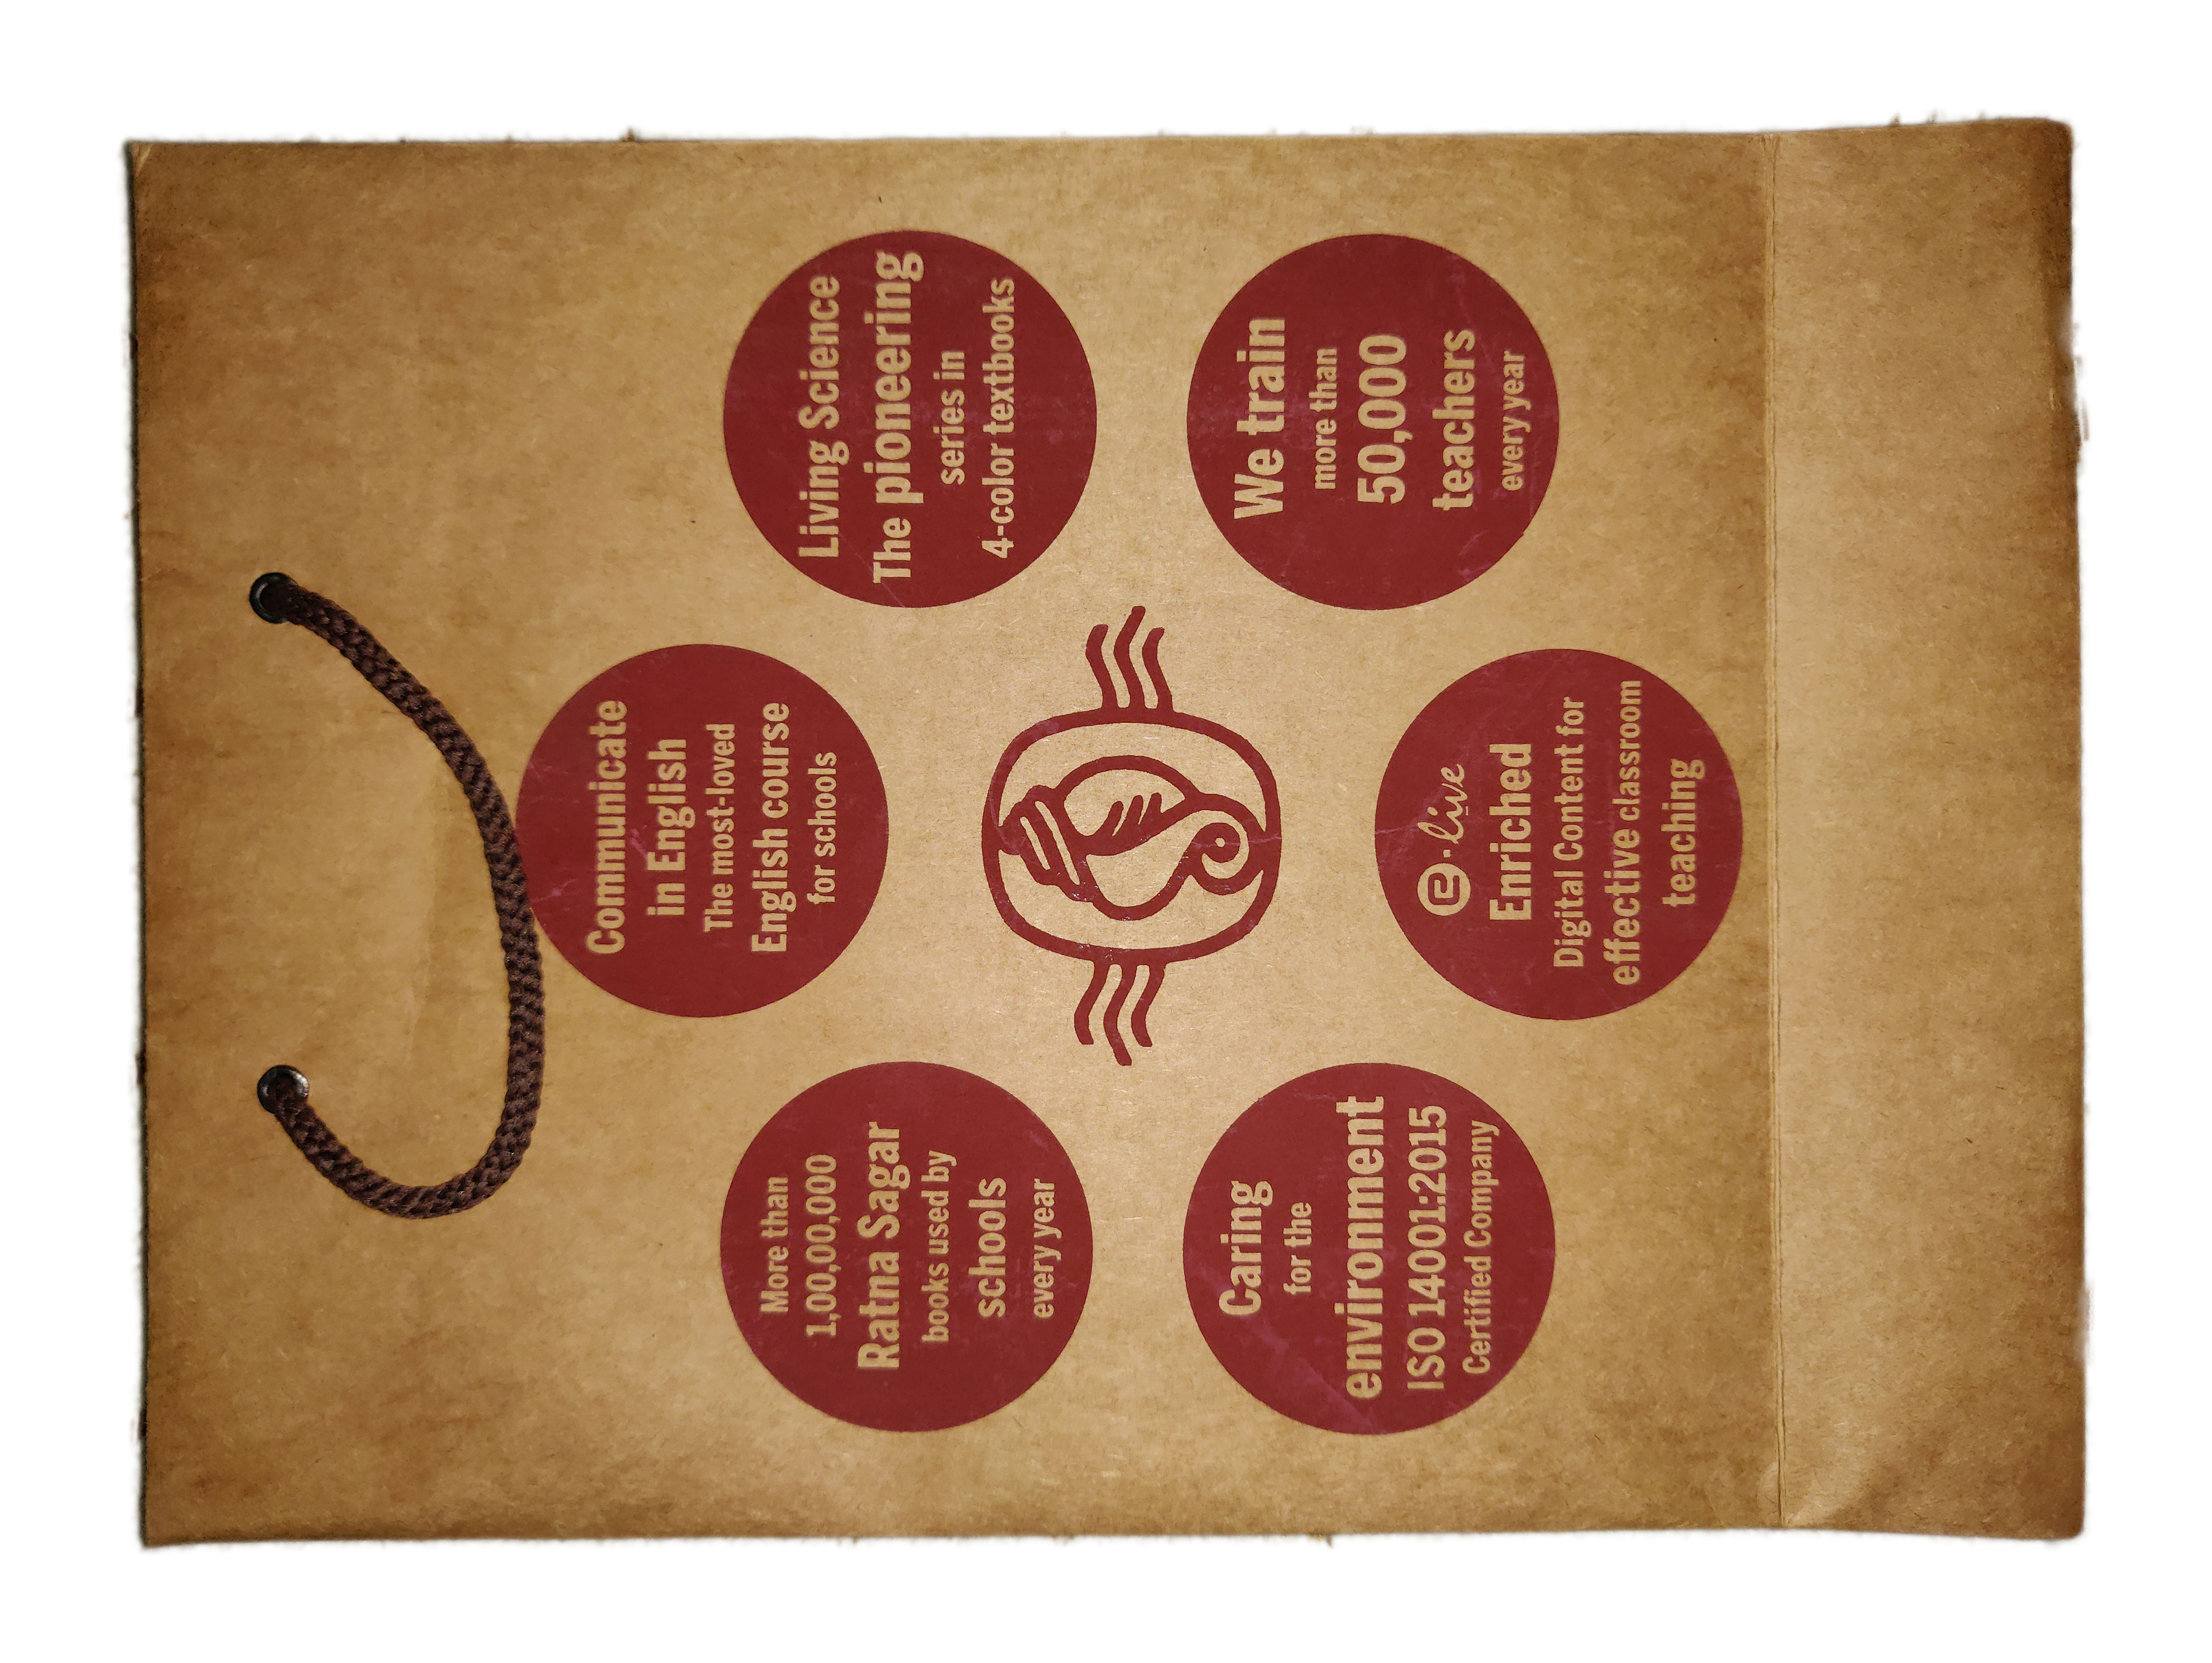 Communicate
in English
The most-loved
English course
for schools
More than
1,00,00,000
Ratna Sagar
books used by
schools
every year
Living Science
The pioneering
series in
4-color textbooks
Caring
for the
environment
ISO 14001:2015
Certified Company
We train
more than
50,000
teachers
every year
e·live
Enriched
Digital Content for
effective classroom
teaching